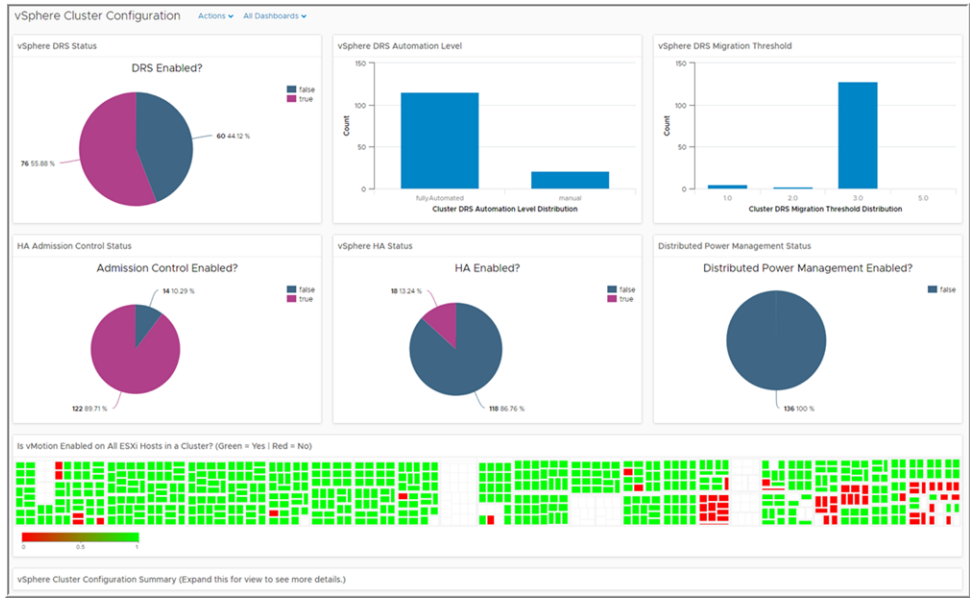 vSphere Cluster Configuration Actions All Dashboards
vSphere DRS Status
DRS Enabled?
false
true
60 44.12 %
76 55.88 %
vSphere DRS Automation Level
150
100
50
0
Count
fullyAutomated manual
Cluster DRS Automation Level Distribution
vSphere DRS Migration Threshold
150
100
50
0
Count
1.0 2.0 3.0 5.0
Cluster DRS Migration Threshold Distribution
HA Admission Control Status
Admission Control Enabled?
false
true
14 10.29 %
122 89.71 %
vSphere HA Status
HA Enabled?
false
true
18 13.24 %
118 86.76 %
Distributed Power Management Status
Distributed Power Management Enabled?
false
136 100 %
Is vMotion Enabled on All ESXi Hosts in a Cluster? (Green = Yes | Red = No)
0 0.5 1
vSphere Cluster Configuration Summary (Expand this for view to see more details.)